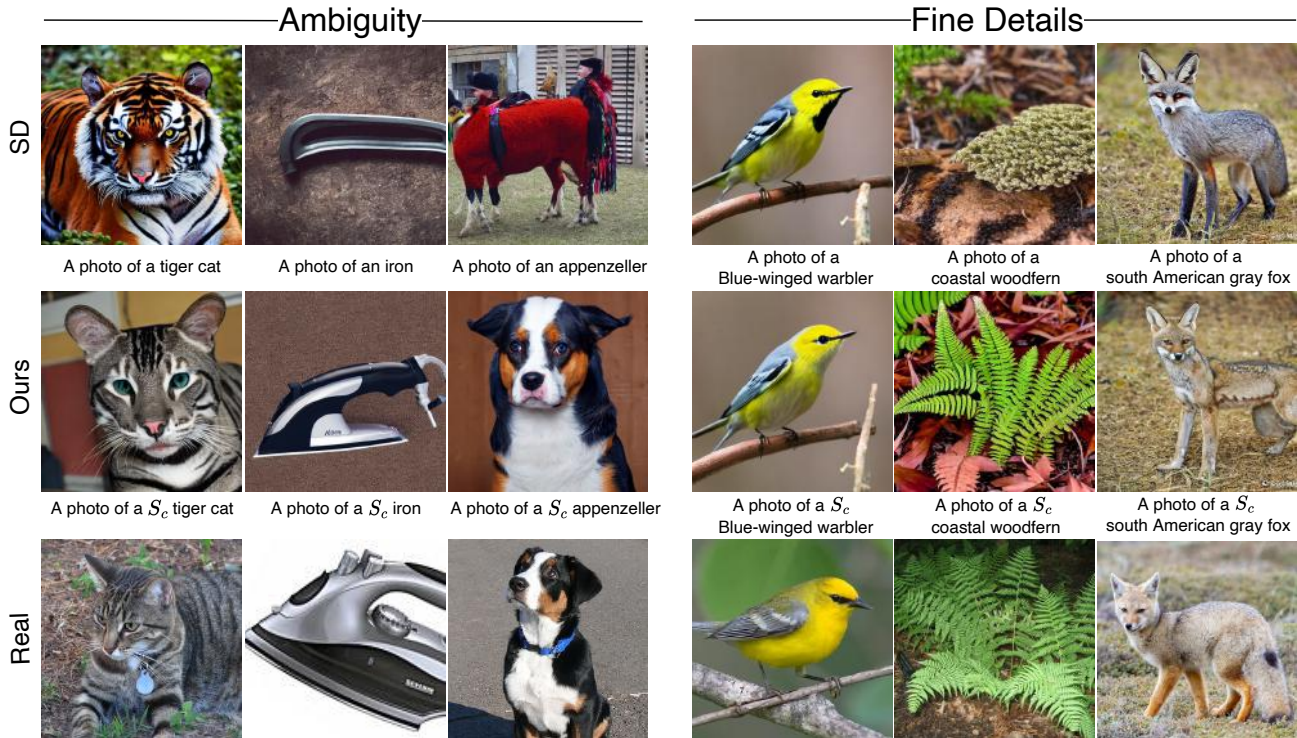 Ambiguity
Fine Details
SD
A photo of a tiger cat
A photo of an iron
A photo of an appenzeller
A photo of a
Blue-winged warbler
A photo of a
coastal woodfern
A photo of a
south American gray fox
Ours
A photo of a S_c tiger cat
A photo of a S_c iron
A photo of a S_c appenzeller
A photo of a S_c
Blue-winged warbler
A photo of a S_c
coastal woodfern
A photo of a S_c
south American gray fox
Real
SEVERIN